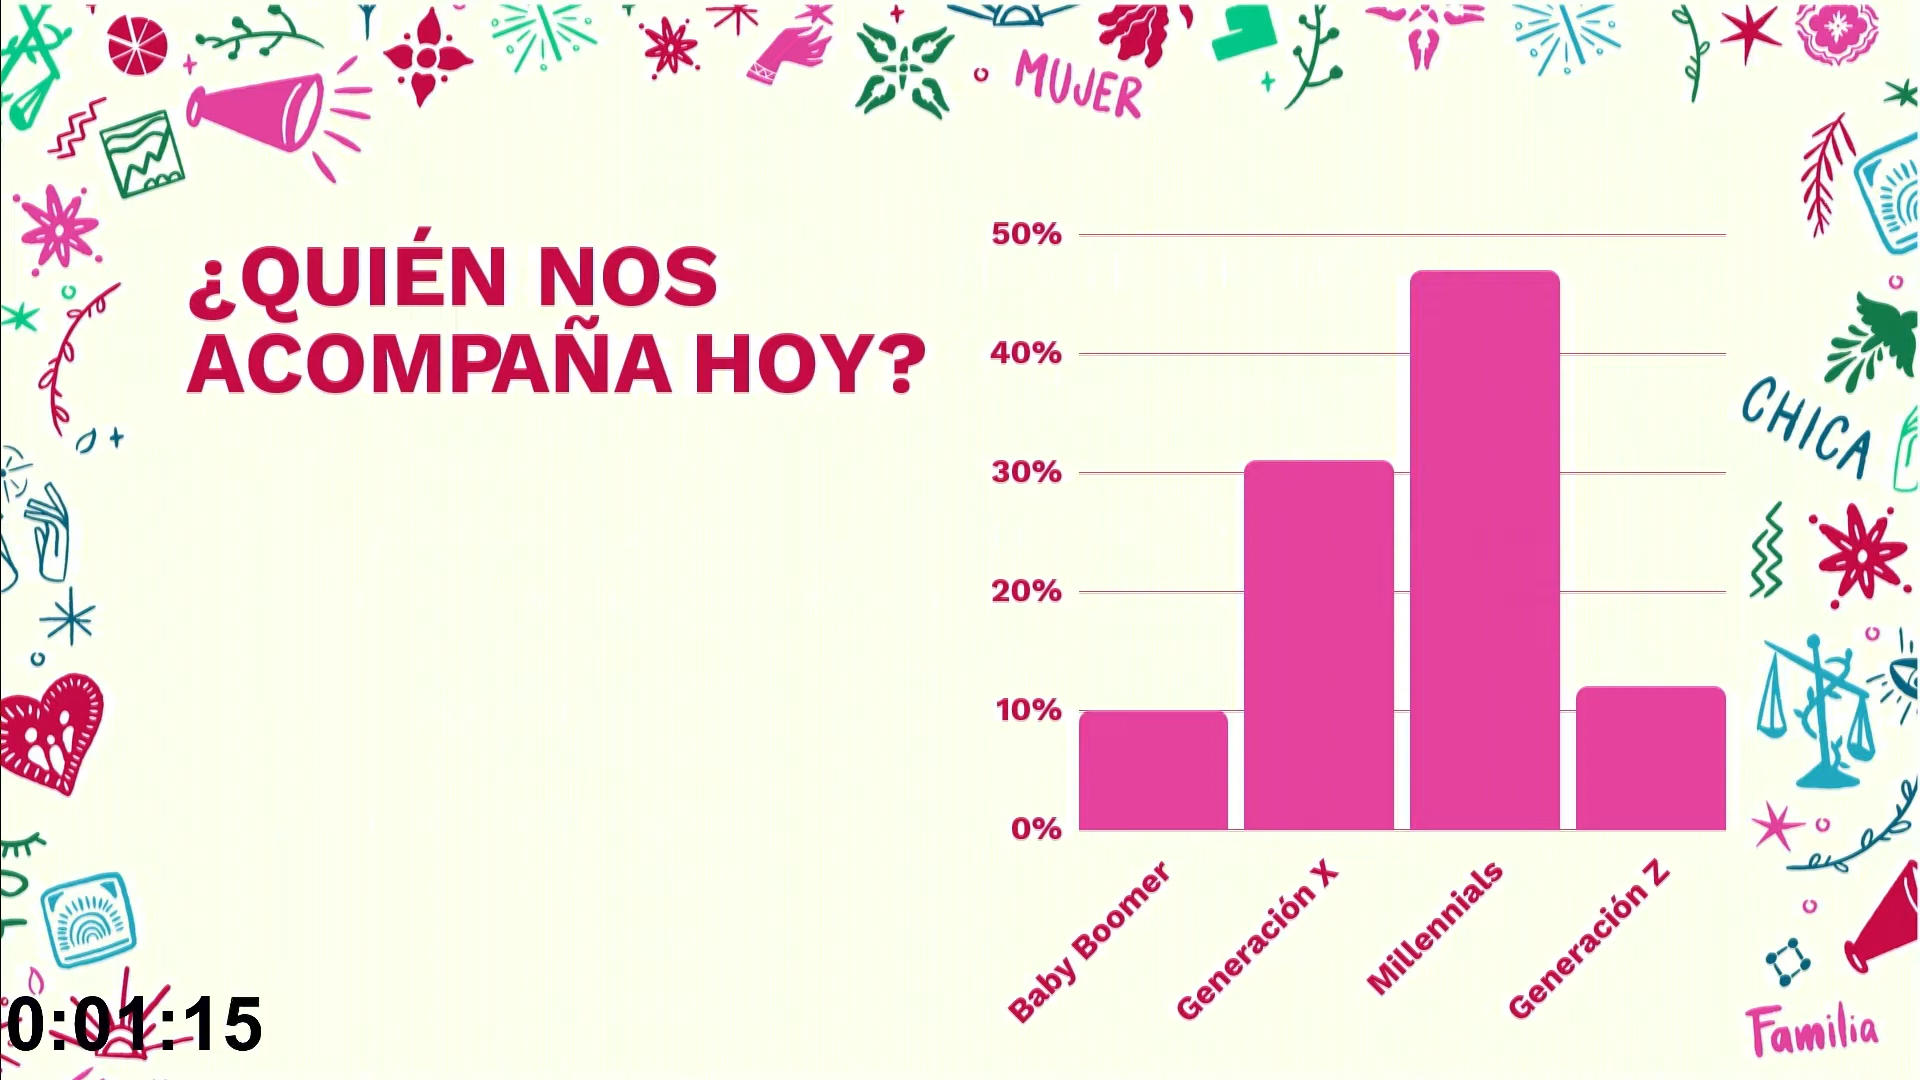 MUJER
¿QUIÉN NOS
ACOMPAÑA HOY?
50%
40%
30%
20%
10%
0%
Baby Boomer
Generación X
Millennials
Generación Z
CHICA
Familia
0:01:15